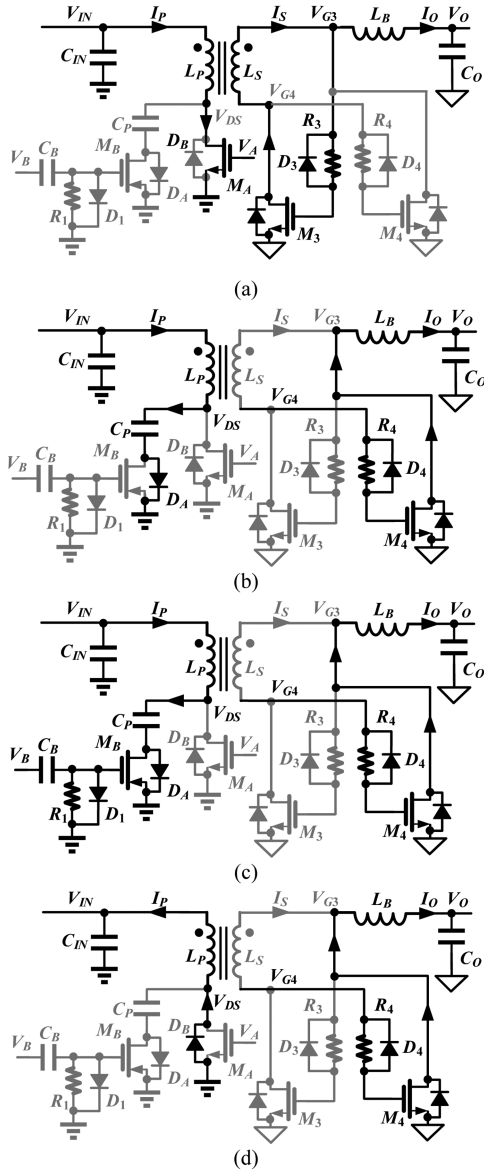 V_IN I_P I_S V_G3 L_B I_O V_O
C_IN L_P L_S C_O
V_G4
C_P V_DS R_3 R_4
V_B C_B M_B D_B V_A D_3 D_4
R_1 D_1 D_A M_A M_3 M_4
(a)
V_IN I_P I_S V_G3 L_B I_O V_O
C_IN L_P L_S C_O
C_P V_DS V_G4 R_3 R_4
V_B C_B M_B D_B V_A D_3 D_4
R_1 D_1 D_A M_A M_3 M_4
(b)
V_IN I_P I_S V_G3 L_B I_O V_O
C_IN L_P L_S C_O
C_P V_DS V_G4 R_3 R_4
V_B C_B M_B D_B V_A D_3 D_4
R_1 D_1 D_A M_A M_3 M_4
(c)
V_IN I_P I_S V_G3 L_B I_O V_O
C_IN L_P L_S C_O
C_P V_DS V_G4 R_3 R_4
V_B C_B M_B D_B V_A D_3 D_4
R_1 D_1 D_A M_A M_3 M_4
(d)